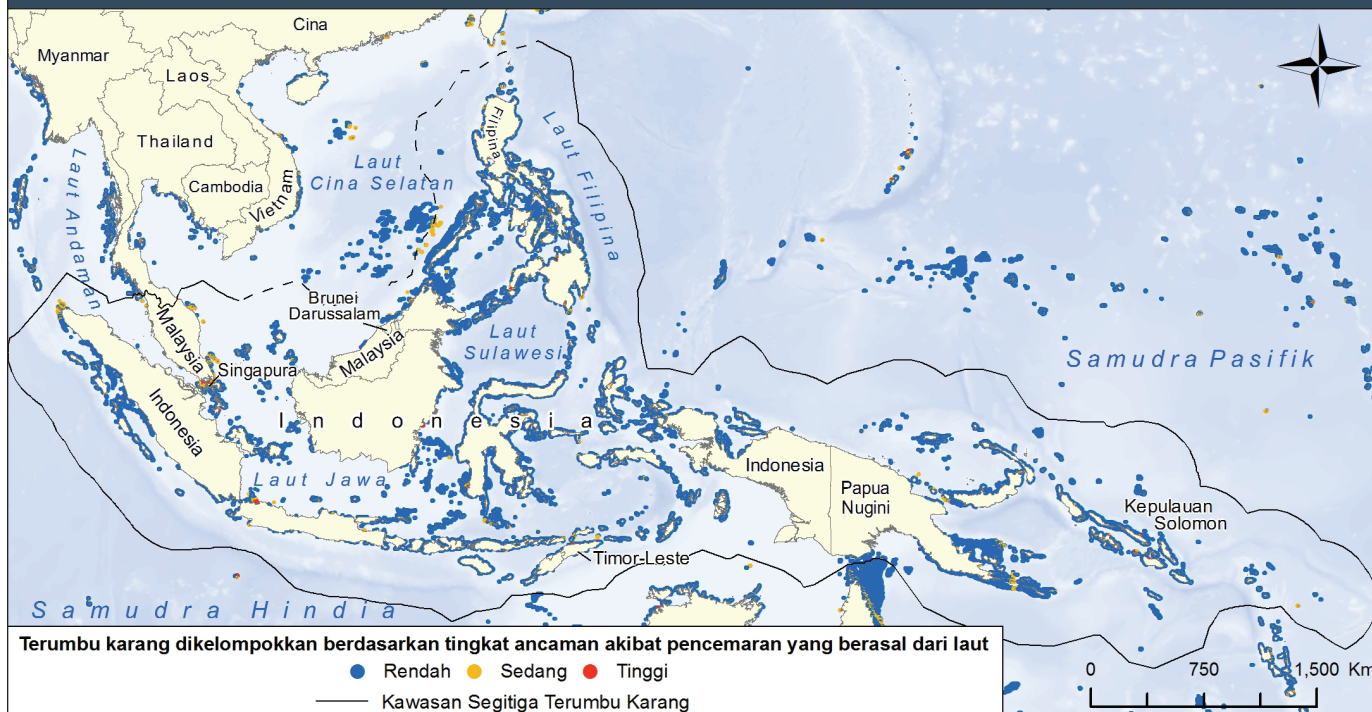 Cina
Myanmar
Laos
Thailand
Cambodia
Vietnam
Filipina
Laut Cina Selatan
Laut Filipina
Laut Andaman
Brunei Darussalam
Malaysia
Malaysia
Singapura
Laut Sulawesi
Samudra Pasifik
Indonesia
Indonesia
Indonesia
Laut Jawa
Papua Nugini
Kepulauan Solomon
Timor-Leste
Samudra Hindia
Terumbu karang dikelompokkan berdasarkan tingkat ancaman akibat pencemaran yang berasal dari laut
Rendah Sedang Tinggi
Kawasan Segitiga Terumbu Karang
0 750 1,500 Km